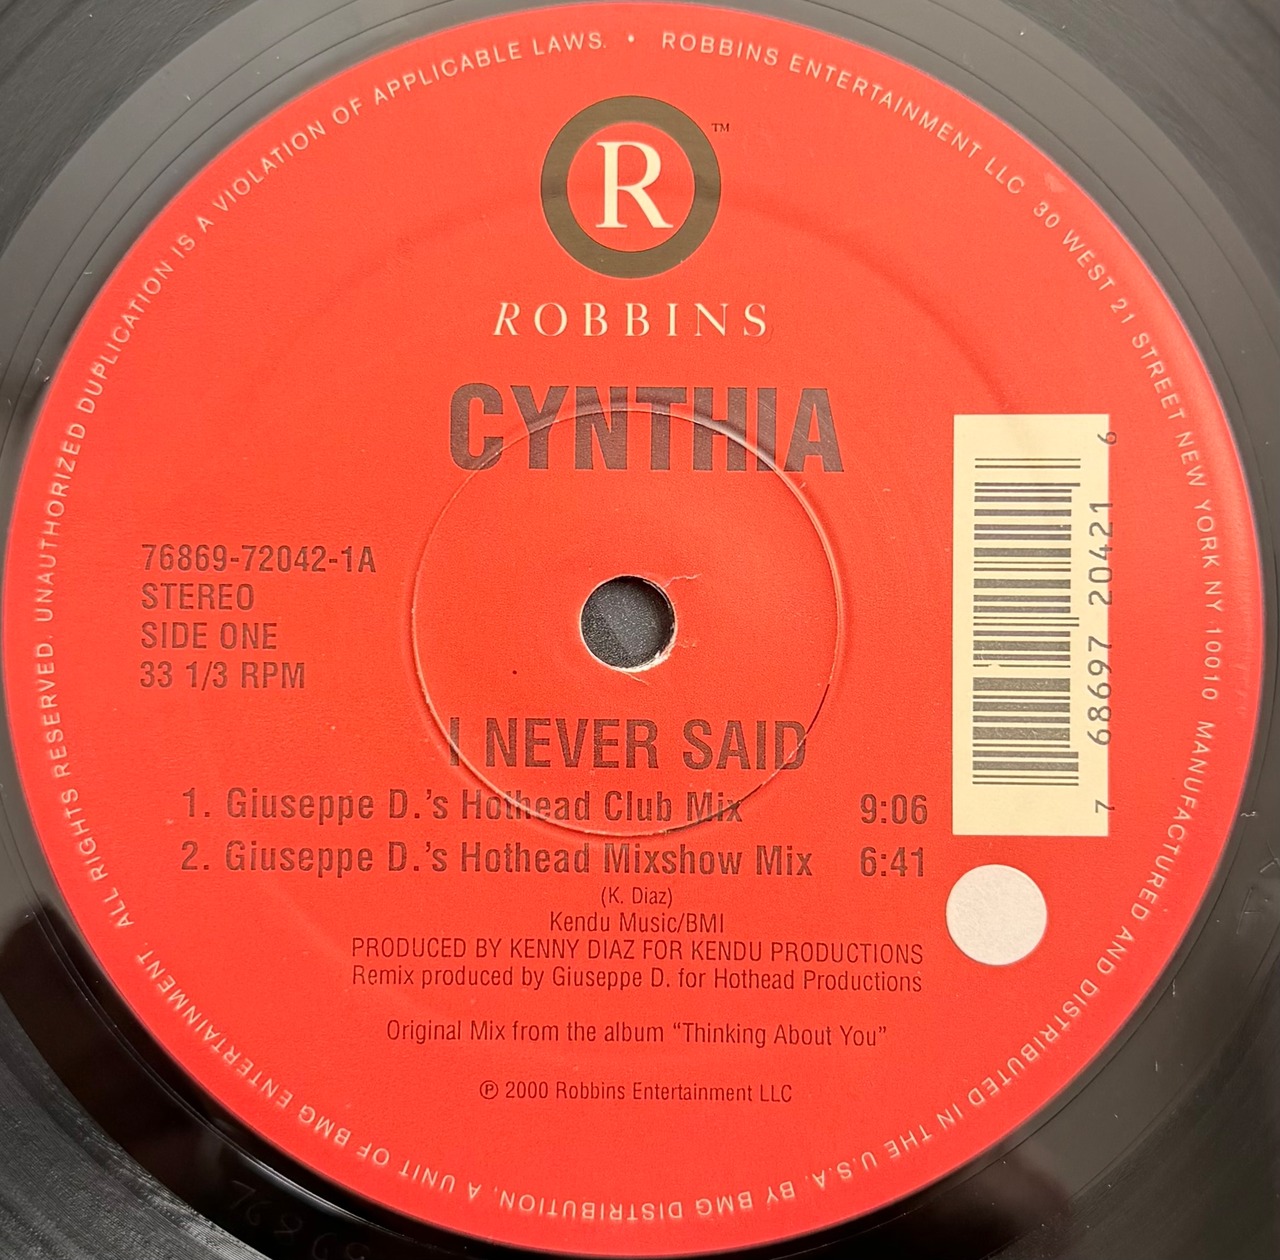 R ™
ROBBINS
CYNTHIA
76869-72042-1A
STEREO
SIDE ONE
33 1/3 RPM
I NEVER SAID
1. Giuseppe D.'s Hothead Club Mix 9:06
2. Giuseppe D.'s Hothead Mixshow Mix 6:41
(K. Diaz)
Kendu Music/BMI
PRODUCED BY KENNY DIAZ FOR KENDU PRODUCTIONS
Remix produced by Giuseppe D. for Hothead Productions
Original Mix from the album “Thinking About You”
℗ 2000 Robbins Entertainment LLC
7 68697 20421 6
ROBBINS ENTERTAINMENT LLC 30 WEST 21 STREET NEW YORK NY 10010 MANUFACTURED AND DISTRIBUTED IN THE U.S.A. BY BMG DISTRIBUTION, A UNIT OF BMG ENTERTAINMENT. ALL RIGHTS RESERVED. UNAUTHORIZED DUPLICATION IS A VIOLATION OF APPLICABLE LAWS. •